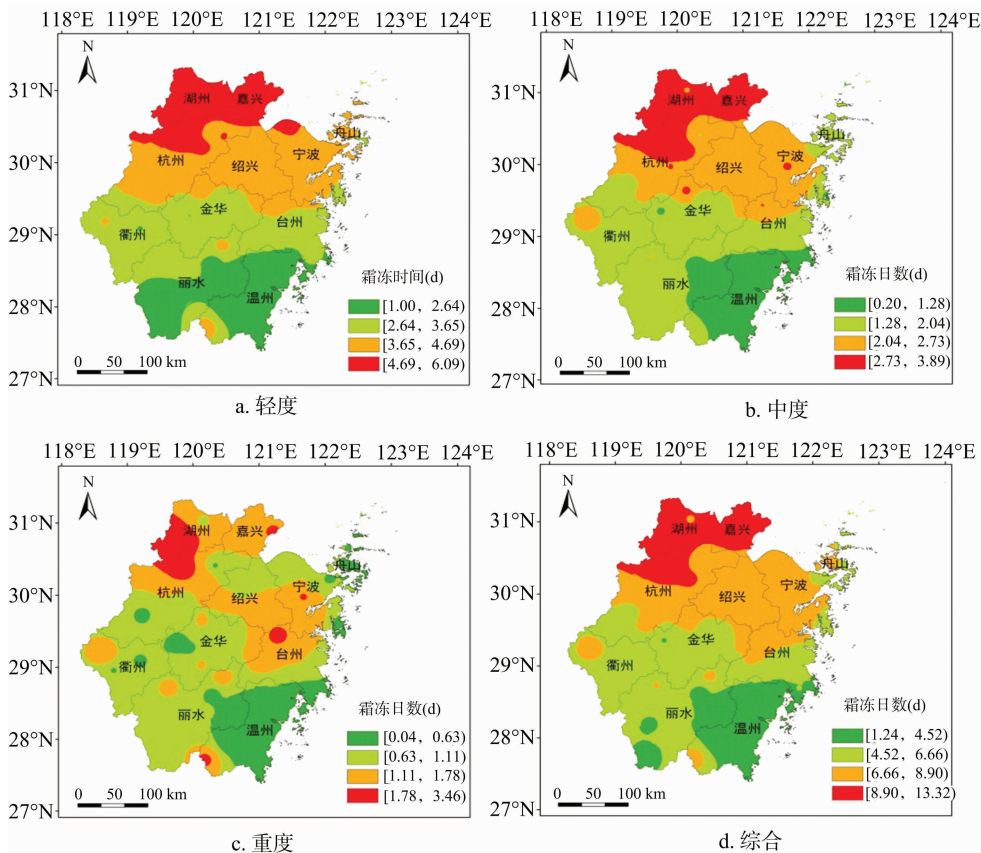 118°E 119°E 120°E 121°E 122°E 123°E 124°E
N
31°N
30°N
29°N
28°N
27°N
湖州
嘉兴
舟山
杭州
绍兴
宁波
金华
台州
衢州
丽水
温州
霜冻时间(d)
[1.00，2.64)
[2.64，3.65)
[3.65，4.69)
[4.69，6.09)
0 50 100 km
a. 轻度
118°E 119°E 120°E 121°E 122°E 123°E 124°E
N
31°N
30°N
29°N
28°N
27°N
湖州
嘉兴
舟山
杭州
绍兴
宁波
金华
台州
衢州
丽水
温州
霜冻日数(d)
[0.20，1.28)
[1.28，2.04)
[2.04，2.73)
[2.73，3.89)
0 50 100 km
b. 中度
118°E 119°E 120°E 121°E 122°E 123°E 124°E
N
31°N
30°N
29°N
28°N
27°N
湖州
嘉兴
舟山
杭州
绍兴
宁波
金华
台州
衢州
丽水
温州
霜冻日数(d)
[0.04，0.63)
[0.63，1.11)
[1.11，1.78)
[1.78，3.46)
0 50 100 km
c. 重度
118°E 119°E 120°E 121°E 122°E 123°E 124°E
N
31°N
30°N
29°N
28°N
27°N
湖州
嘉兴
舟山
杭州
绍兴
宁波
金华
台州
衢州
丽水
温州
霜冻日数(d)
[1.24，4.52)
[4.52，6.66)
[6.66，8.90)
[8.90，13.32)
0 50 100 km
d. 综合